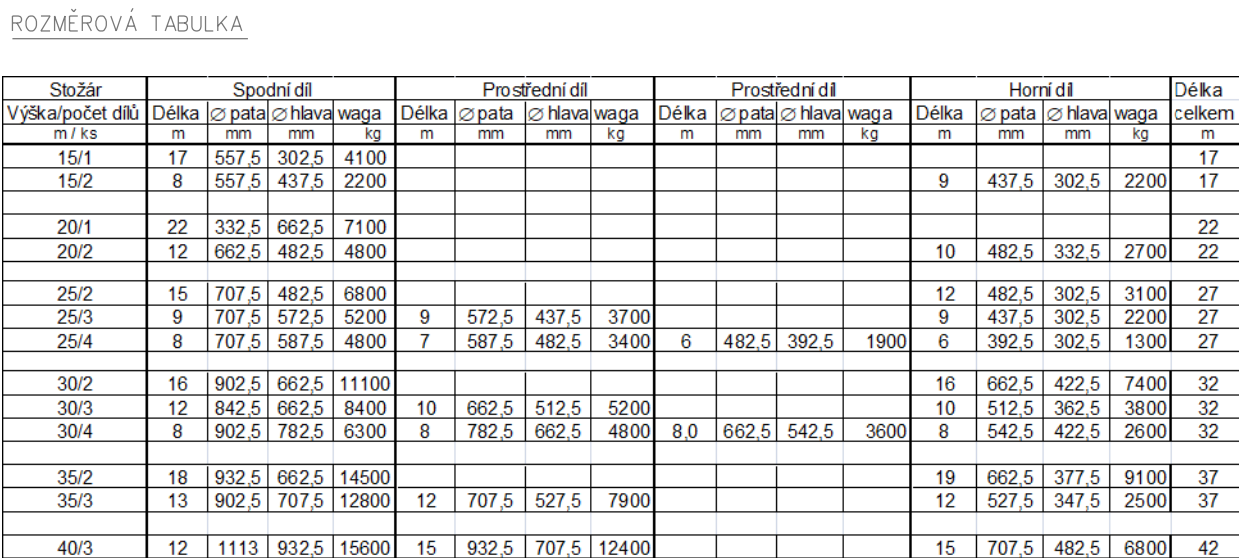 ROZMĚROVÁ TABULKA
Stožár Spodní díl Prostřední díl Prostřední díl Horní díl Délka
Výška/počet dílů Délka ∅ pata ∅ hlava waga Délka ∅ pata ∅ hlava waga Délka ∅ pata ∅ hlava waga Délka ∅ pata ∅ hlava waga celkem
m / ks m mm mm kg m mm mm kg m mm mm kg m mm mm kg m
15/1 17 557,5 302,5 4100 17
15/2 8 557,5 437,5 2200 9 437,5 302,5 2200 17
20/1 22 332,5 662,5 7100 22
20/2 12 662,5 482,5 4800 10 482,5 332,5 2700 22
25/2 15 707,5 482,5 6800 12 482,5 302,5 3100 27
25/3 9 707,5 572,5 5200 9 572,5 437,5 3700 9 437,5 302,5 2200 27
25/4 8 707,5 587,5 4800 7 587,5 482,5 3400 6 482,5 392,5 1900 6 392,5 302,5 1300 27
30/2 16 902,5 662,5 11100 16 662,5 422,5 7400 32
30/3 12 842,5 662,5 8400 10 662,5 512,5 5200 10 512,5 362,5 3800 32
30/4 8 902,5 782,5 6300 8 782,5 662,5 4800 8,0 662,5 542,5 3600 8 542,5 422,5 2600 32
35/2 18 932,5 662,5 14500 19 662,5 377,5 9100 37
35/3 13 902,5 707,5 12800 12 707,5 527,5 7900 12 527,5 347,5 2500 37
40/3 12 1113 932,5 15600 15 932,5 707,5 12400 15 707,5 482,5 6800 42